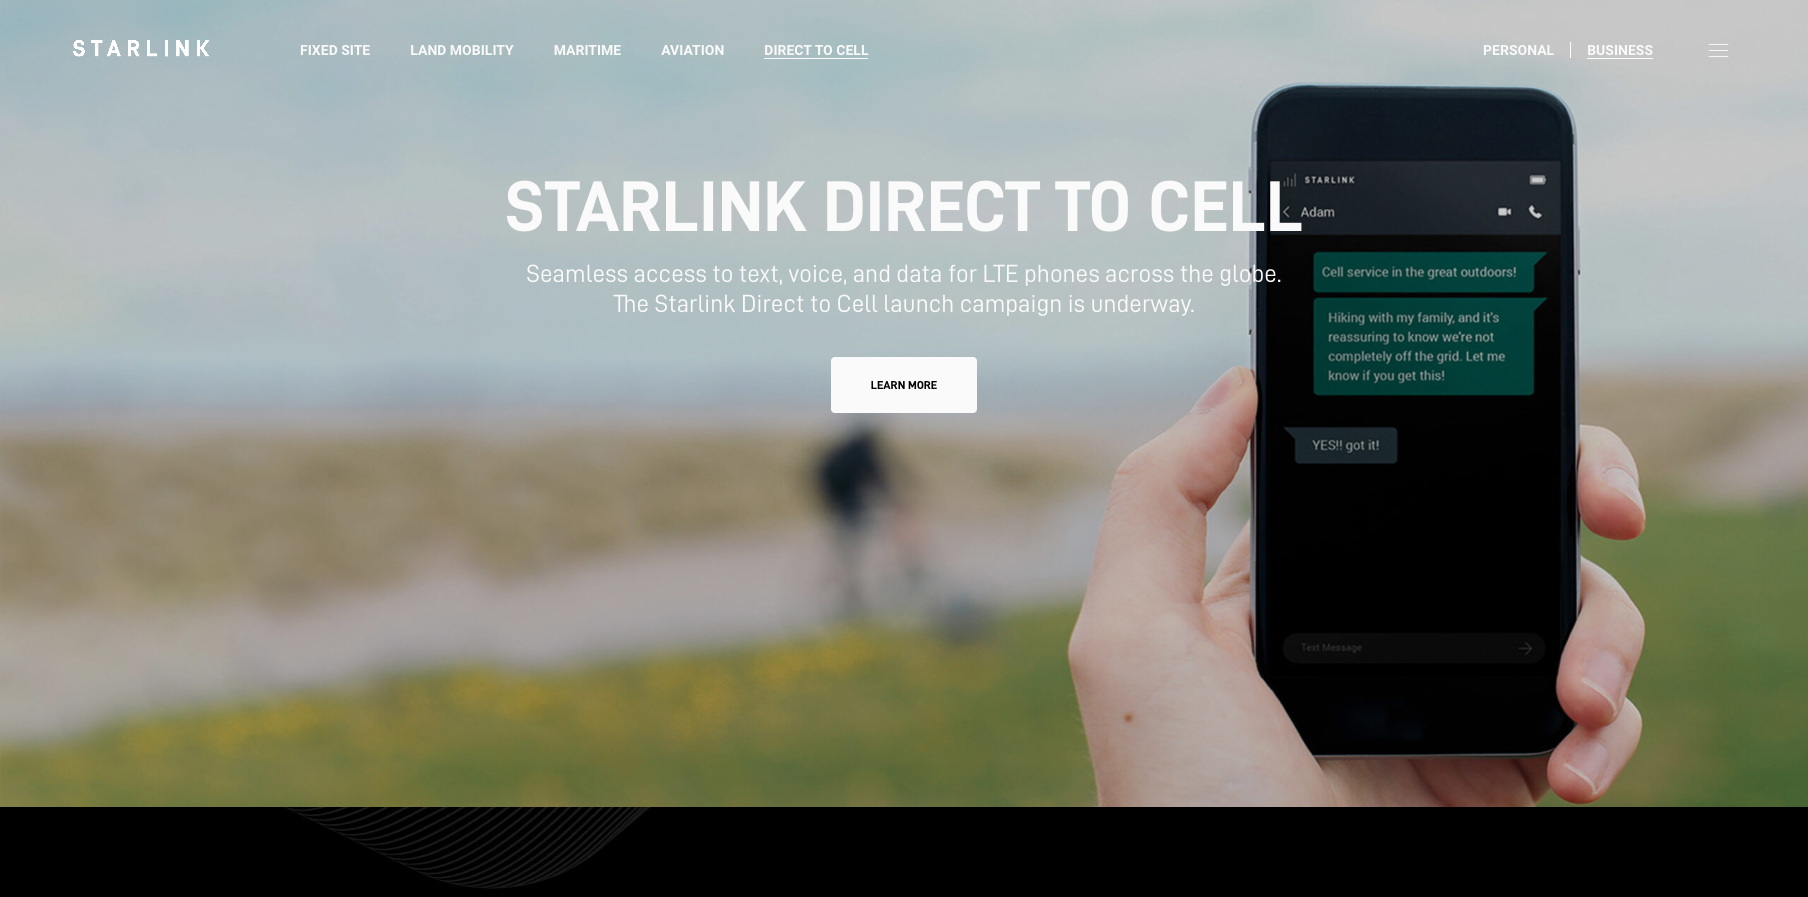 STARLINK
FIXED SITE
LAND MOBILITY
MARITIME
AVIATION
DIRECT TO CELL
PERSONAL
BUSINESS
STARLINK DIRECT TO CELL
Seamless access to text, voice, and data for LTE phones across the globe.
The Starlink Direct to Cell launch campaign is underway.
LEARN MORE
STARLINK
Adam
Cell service in the great outdoors!
Hiking with my family, and it's
reassuring to know we're not
completely off the grid. Let me
know if you get this!
YES!! got it!
Text Message